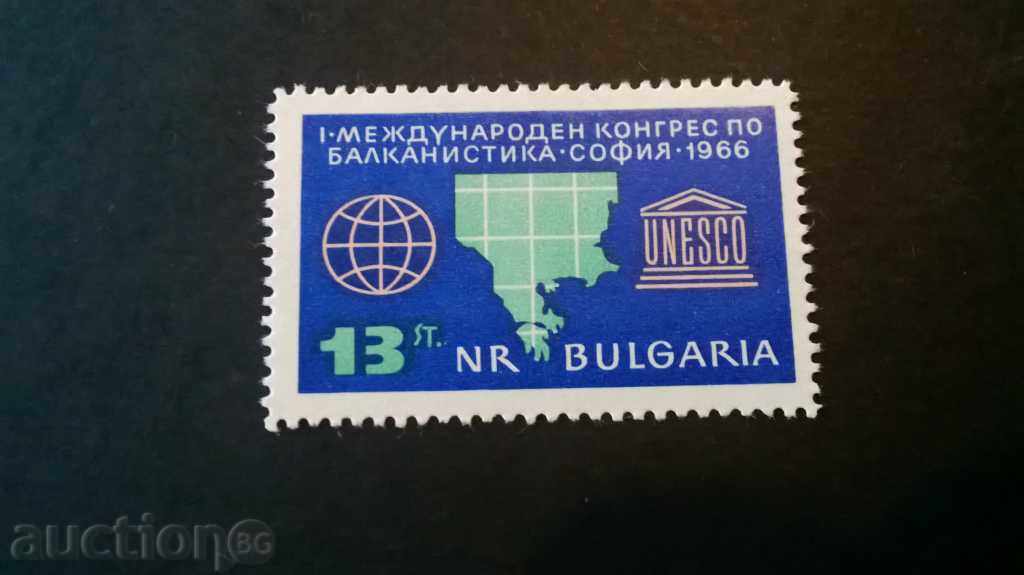 I·МЕЖДУНАРОДЕН КОНГРЕС ПО
БАЛКАНИСТИКА·СОФИЯ·1966
UNESCO
13 ST.
NR BULGARIA
auction BG